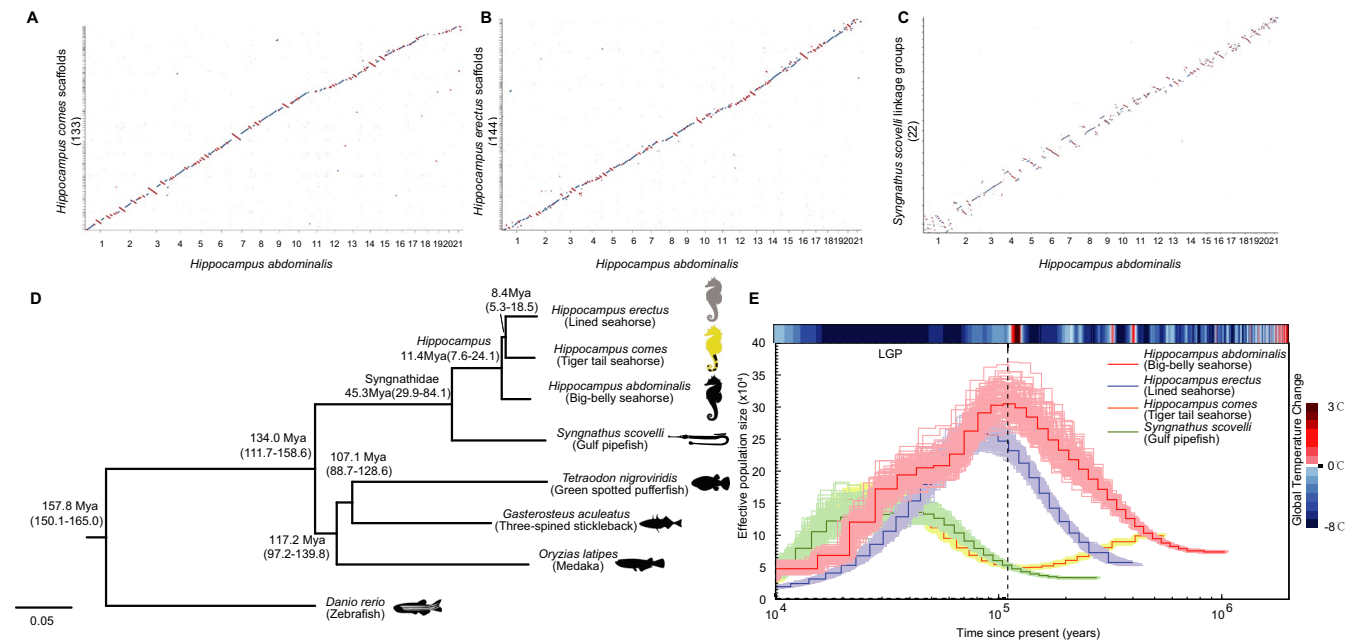 A
Hippocampus comes scaffolds
(133)
1 2 3 4 5 6 7 8 9 10 11 12 13 14 15 16 17 18 19 2021
Hippocampus abdominalis
B
Hippocampus erectus scaffolds
(144)
1 2 3 4 5 6 7 8 9 10 11 12 13 14 15 16 17 18192021
Hippocampus abdominalis
C
Syngnathus scovelli linkage groups
(22)
1 2 3 4 5 6 7 8 9 10 11 12 13 14 15 16 17 18 192021
Hippocampus abdominalis
D
8.4Mya
(5.3-18.5)
Hippocampus erectus
(Lined seahorse)
Hippocampus
11.4Mya(7.6-24.1)
Hippocampus comes
(Tiger tail seahorse)
Syngnathidae
45.3Mya(29.9-84.1)
Hippocampus abdominalis
(Big-belly seahorse)
Syngnathus scovelli
(Gulf pipefish)
134.0 Mya
(111.7-158.6)
107.1 Mya
(88.7-128.6)
Tetraodon nigroviridis
(Green spotted pufferfish)
157.8 Mya
(150.1-165.0)
Gasterosteus aculeatus
(Three-spined stickleback)
117.2 Mya
(97.2-139.8)
Oryzias latipes
(Medaka)
Danio rerio
(Zebrafish)
0.05
E
LGP
Effective population size (x10⁴)
40
35
30
25
20
15
10
5
0
10⁴ 10⁵ 10⁶
Time since present (years)
Hippocampus abdominalis
(Big-belly seahorse)
Hippocampus erectus
(Lined seahorse)
Hippocampus comes
(Tiger tail seahorse)
Syngnathus scovelli
(Gulf pipefish)
Global Temperature Change
3 C
0 C
-8 C